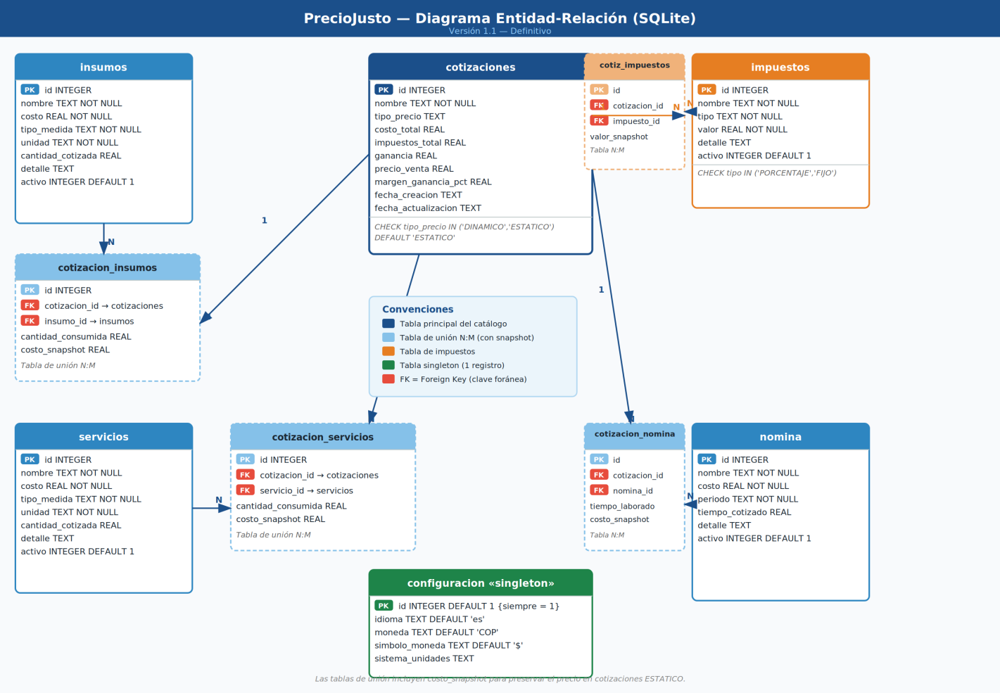 PrecioJusto — Diagrama Entidad-Relación (SQLite)
Versión 1.1 — Definitivo
insumos
PK id INTEGER
nombre TEXT NOT NULL
costo REAL NOT NULL
tipo_medida TEXT NOT NULL
unidad TEXT NOT NULL
cantidad_cotizada REAL
detalle TEXT
activo INTEGER DEFAULT 1
cotizaciones
PK id INTEGER
nombre TEXT NOT NULL
tipo_precio TEXT
costo_total REAL
impuestos_total REAL
ganancia REAL
precio_venta REAL
margen_ganancia_pct REAL
fecha_creacion TEXT
fecha_actualizacion TEXT
CHECK tipo_precio IN ('DINAMICO','ESTATICO')
DEFAULT 'ESTATICO'
cotiz_impuestos
PK id
FK cotizacion_id
FK impuesto_id
valor_snapshot
Tabla N:M
N
N
impuestos
PK id INTEGER
nombre TEXT NOT NULL
tipo TEXT NOT NULL
valor REAL NOT NULL
detalle TEXT
activo INTEGER DEFAULT 1
CHECK tipo IN ('PORCENTAJE','FIJO')
1
N
1
cotizacion_insumos
PK id INTEGER
FK cotizacion_id → cotizaciones
FK insumo_id → insumos
cantidad_consumida REAL
costo_snapshot REAL
Tabla de unión N:M
Convenciones
Tabla principal del catálogo
Tabla de unión N:M (con snapshot)
Tabla de impuestos
Tabla singleton (1 registro)
FK = Foreign Key (clave foránea)
servicios
PK id INTEGER
nombre TEXT NOT NULL
costo REAL NOT NULL
tipo_medida TEXT NOT NULL
unidad TEXT NOT NULL
cantidad_cotizada REAL
detalle TEXT
activo INTEGER DEFAULT 1
N
cotizacion_servicios
PK id INTEGER
FK cotizacion_id → cotizaciones
FK servicio_id → servicios
cantidad_consumida REAL
costo_snapshot REAL
Tabla de unión N:M
cotizacion_nomina
PK id
FK cotizacion_id
FK nomina_id
tiempo_laborado
costo_snapshot
Tabla N:M
N
nomina
PK id INTEGER
nombre TEXT NOT NULL
costo REAL NOT NULL
periodo TEXT NOT NULL
tiempo_cotizado REAL
detalle TEXT
activo INTEGER DEFAULT 1
configuracion «singleton»
PK id INTEGER DEFAULT 1 {siempre = 1}
idioma TEXT DEFAULT 'es'
moneda TEXT DEFAULT 'COP'
simbolo_moneda TEXT DEFAULT '$'
sistema_unidades TEXT
Las tablas de unión incluyen costo_snapshot para preservar el precio en cotizaciones ESTATICO.